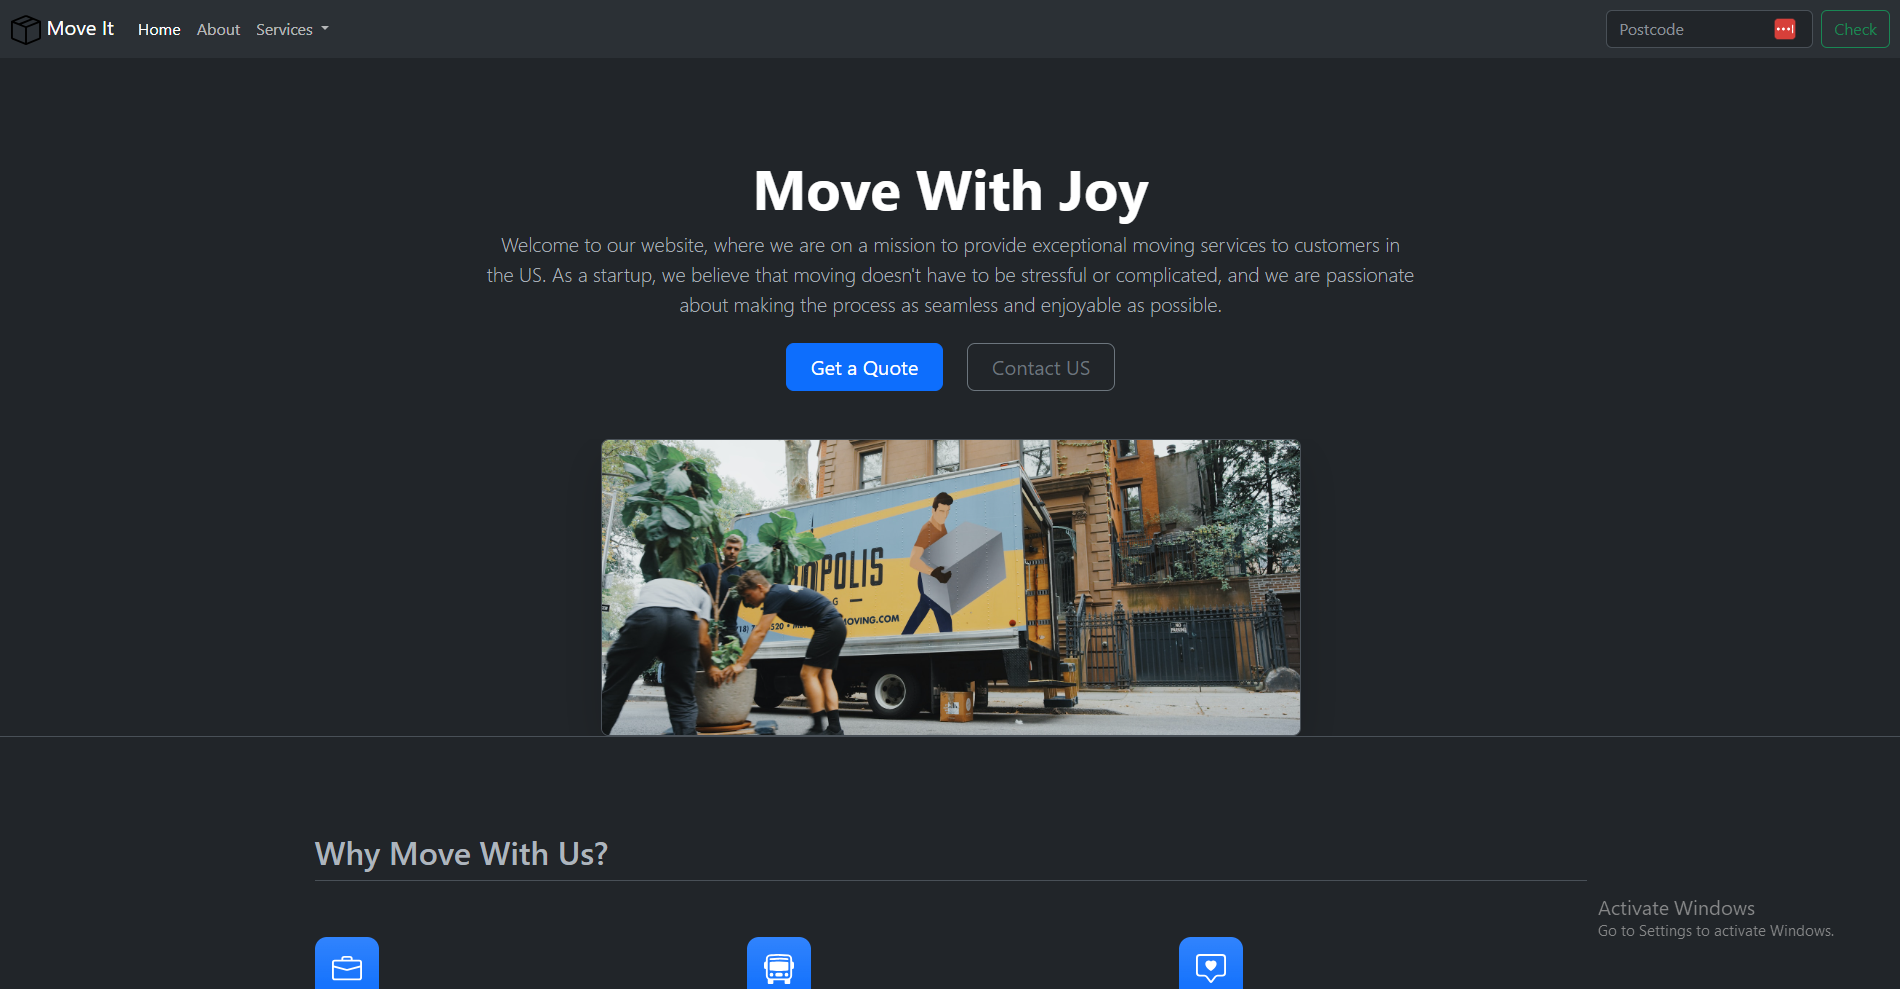 Move It
Home
About
Services
Postcode
Check
Move With Joy
Welcome to our website, where we are on a mission to provide exceptional moving services to customers in
the US. As a startup, we believe that moving doesn't have to be stressful or complicated, and we are passionate
about making the process as seamless and enjoyable as possible.
Get a Quote
Contact US
OPOLIS
G
MOVING.COM
NO
PARKING
Why Move With Us?
Activate Windows
Go to Settings to activate Windows.